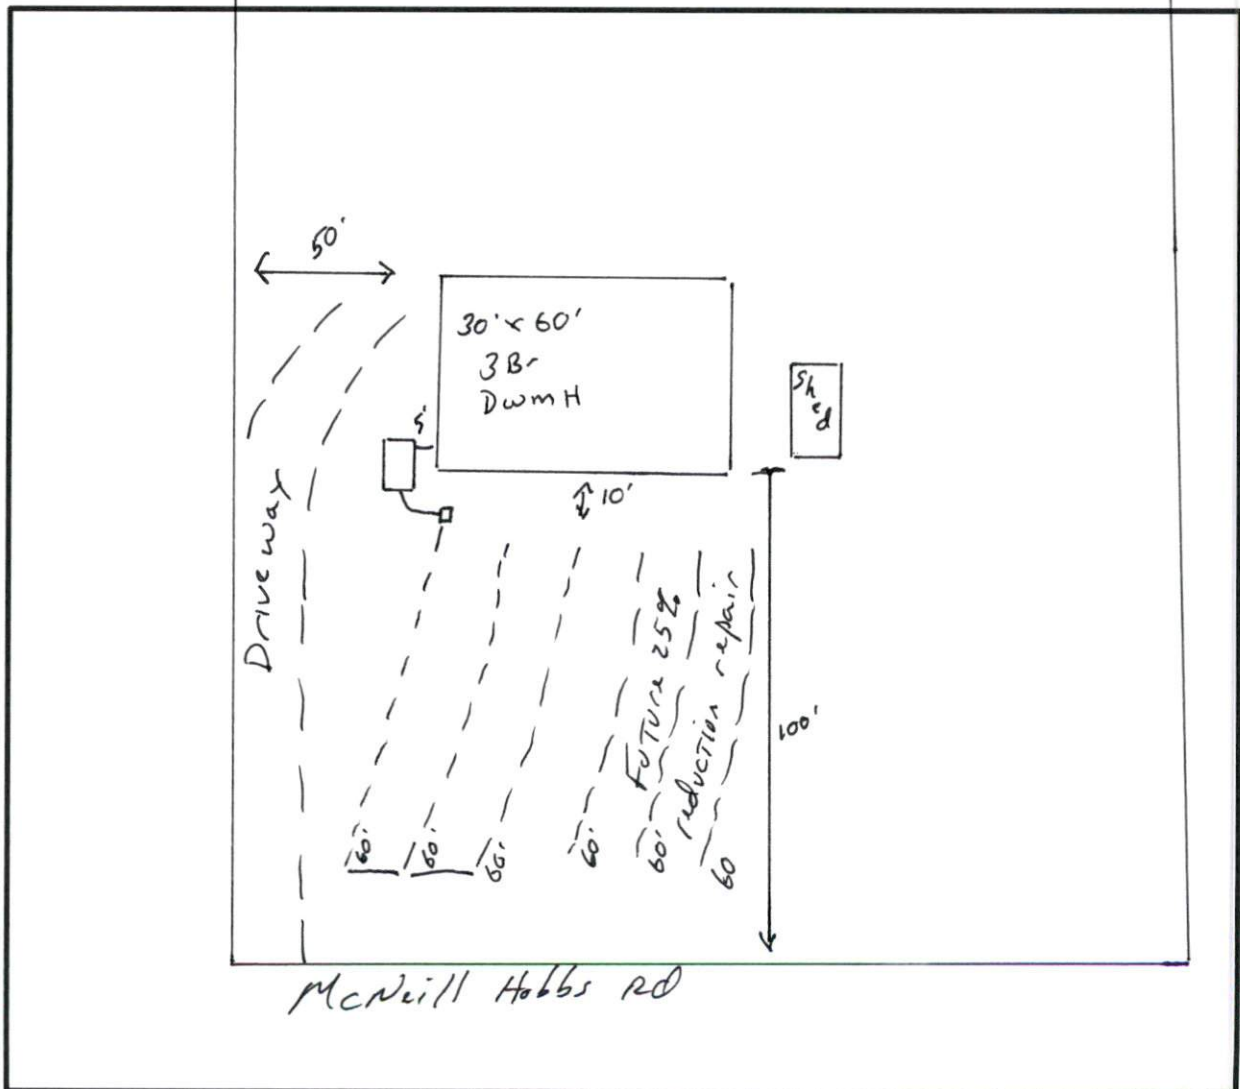 50'
30' x 60'
3 Br
DwmH
Shed
5'
10'
Driveway
Future 25%
reduction repair
100'
60'
60'
60'
60'
60'
60
McNeill Hobbs Rd